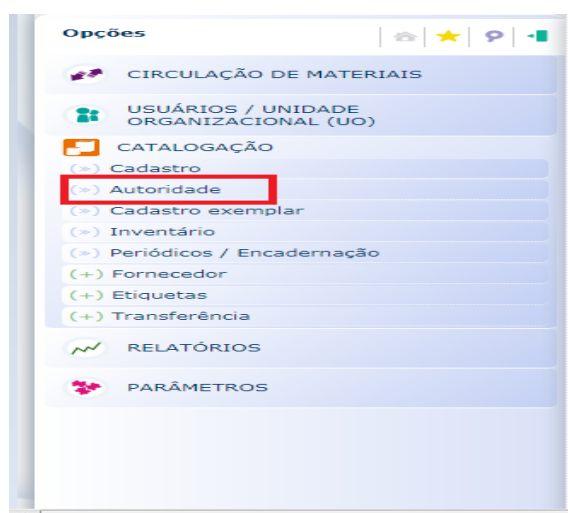 Opções
CIRCULAÇÃO DE MATERIAIS
USUÁRIOS / UNIDADE
ORGANIZACIONAL (UO)
CATALOGAÇÃO
(») Cadastro
(») Autoridade
(») Cadastro exemplar
(») Inventário
(») Periódicos / Encadernação
(+) Fornecedor
(+) Etiquetas
(+) Transferência
RELATÓRIOS
PARÂMETROS